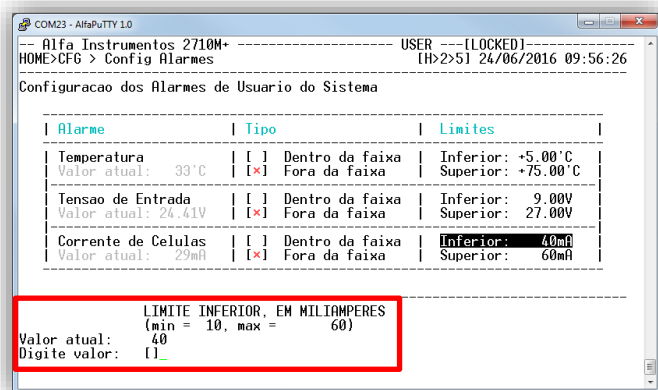 COM23 - AlfaPuTTY 1.0
-- Alfa Instrumentos 2710M+ -------------------- USER ---[LOCKED]-------------
HOME>CFG > Config Alarmes [H>2>5] 24/06/2016 09:56:26
Configuracao dos Alarmes de Usuario do Sistema
| Alarme | Tipo | Limites |
| Temperatura | [ ] Dentro da faixa | Inferior: +5.00'C |
| Valor atual: 33'C | [×] Fora da faixa | Superior: +75.00'C |
| Tensao de Entrada | [ ] Dentro da faixa | Inferior: 9.00V |
| Valor atual: 24.41V | [×] Fora da faixa | Superior: 27.00V |
| Corrente de Celulas | [ ] Dentro da faixa | Inferior: 40mA |
| Valor atual: 29mA | [×] Fora da faixa | Superior: 60mA |
LIMITE INFERIOR, EM MILIAMPERES
(min = 10, max = 60)
Valor atual: 40
Digite valor: []_